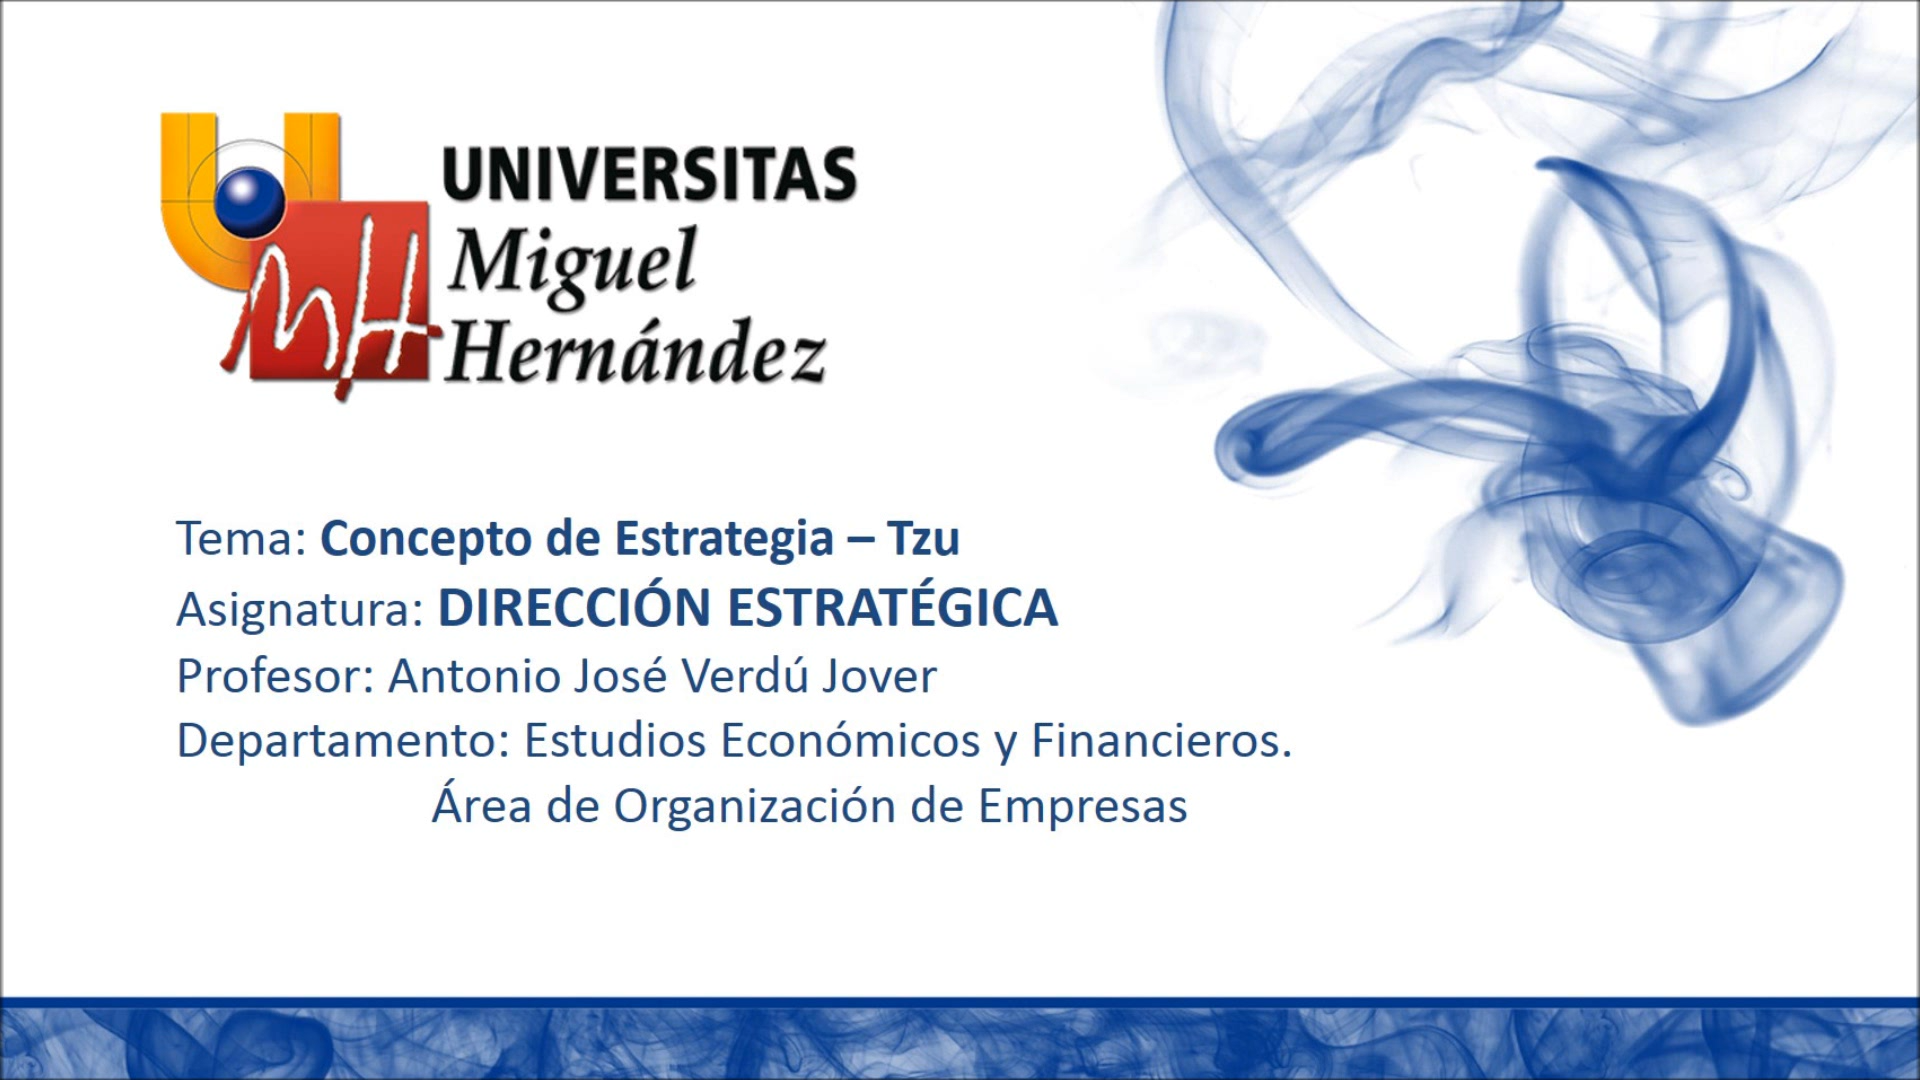 UMH
UNIVERSITAS
Miguel
Hernández
Tema: Concepto de Estrategia – Tzu
Asignatura: DIRECCIÓN ESTRATÉGICA
Profesor: Antonio José Verdú Jover
Departamento: Estudios Económicos y Financieros.
Área de Organización de Empresas